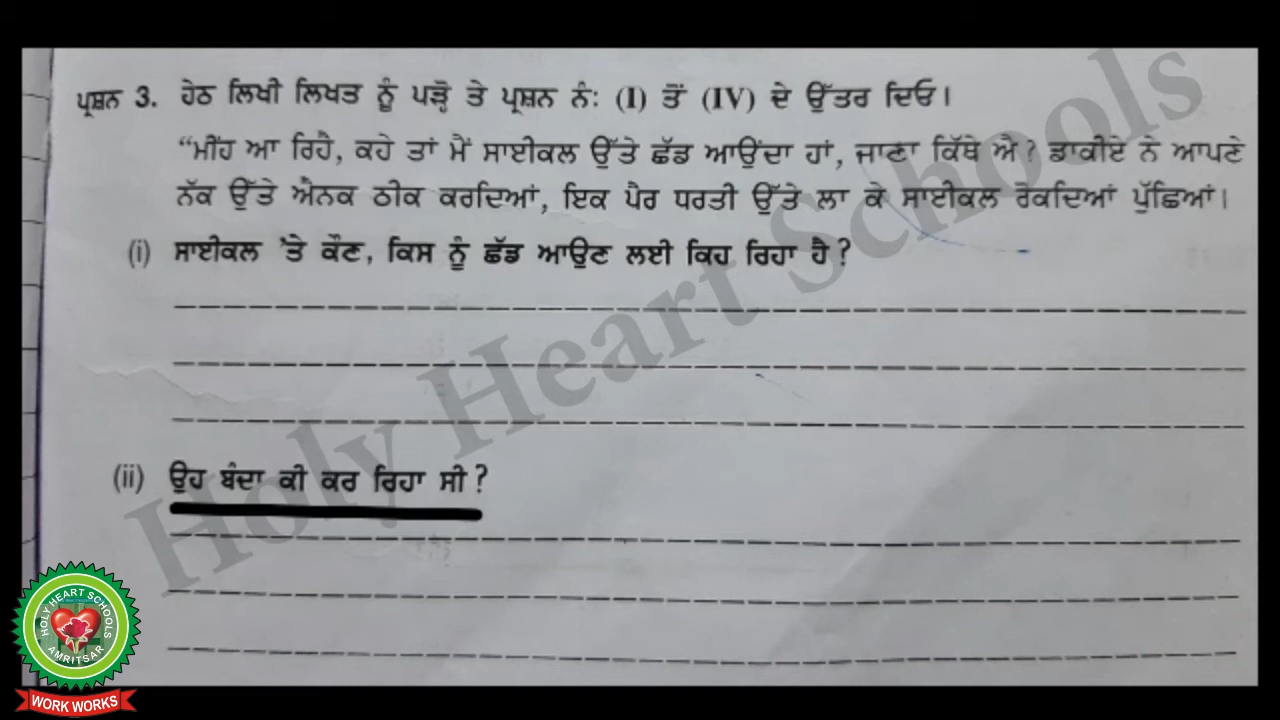 ਪ੍ਰਸ਼ਨ 3. ਹੇਠ ਲਿਖੀ ਲਿਖਤ ਨੂੰ ਪੜ੍ਹੋ ਤੇ ਪ੍ਰਸ਼ਨ ਨੰ: (I) ਤੋਂ (IV) ਦੇ ਉੱਤਰ ਦਿਓ।
“ਮੀਂਹ ਆ ਰਿਹੈ, ਕਹੇ ਤਾਂ ਮੈਂ ਸਾਈਕਲ ਉੱਤੇ ਛੱਡ ਆਉਂਦਾ ਹਾਂ, ਜਾਣਾ ਕਿੱਥੇ ਐ? ਡਾਕੀਏ ਨੇ ਆਪਣੇ
ਨੱਕ ਉੱਤੇ ਐਨਕ ਠੀਕ ਕਰਦਿਆਂ, ਇਕ ਪੈਰ ਧਰਤੀ ਉੱਤੇ ਲਾ ਕੇ ਸਾਈਕਲ ਰੋਕਦਿਆਂ ਪੁੱਛਿਆਂ।
(i) ਸਾਈਕਲ 'ਤੇ ਕੌਣ, ਕਿਸ ਨੂੰ ਛੱਡ ਆਉਣ ਲਈ ਕਿਹ ਰਿਹਾ ਹੈ?
(ii) ਉਹ ਬੰਦਾ ਕੀ ਕਰ ਰਿਹਾ ਸੀ?
Holy Heart Schools
HOLY HEART SCHOOLS
AMRITSAR
WORK WORKS